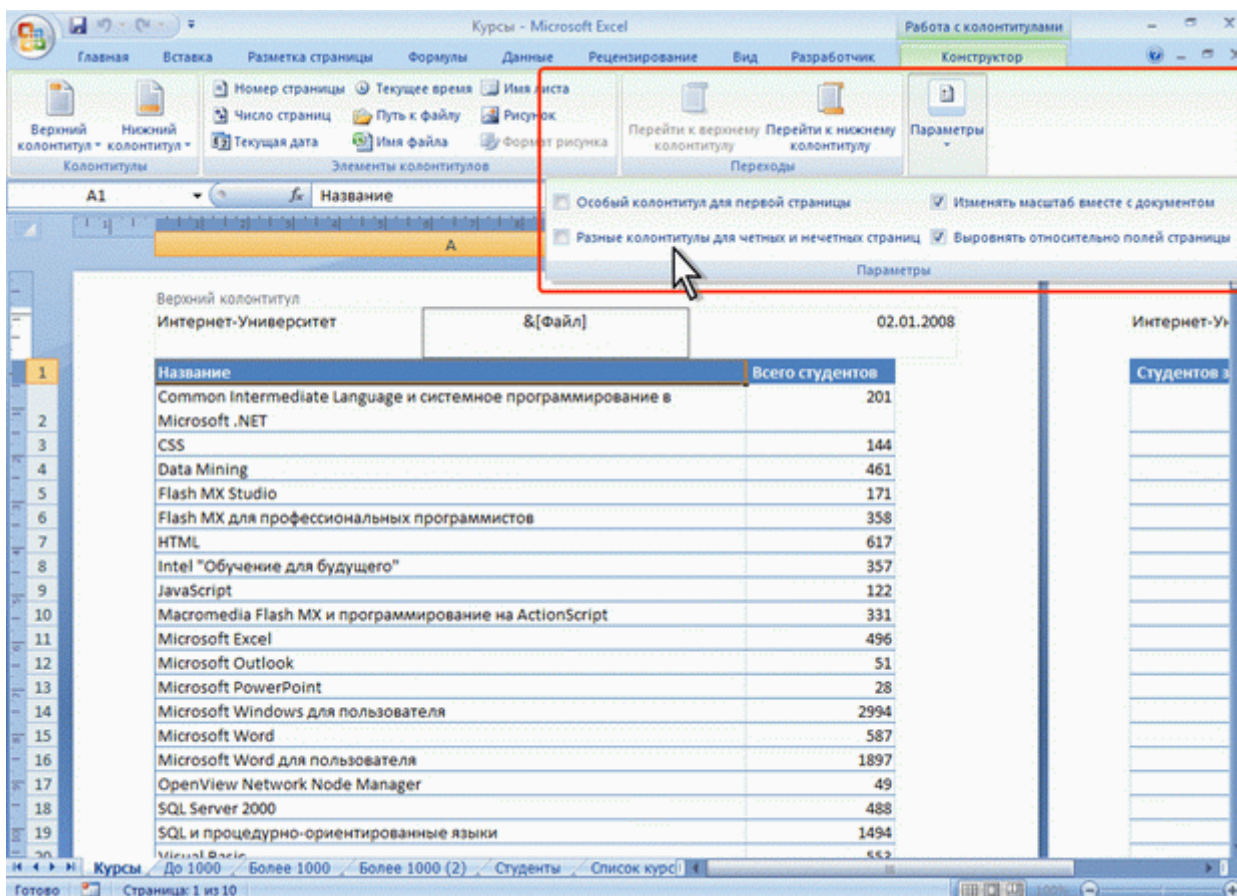 Курсы - Microsoft Excel
Работа с колонтитулами
Главная Вставка Разметка страницы Формулы Данные Рецензирование Вид Разработчик Конструктор
Верхний колонтитул
Нижний колонтитул
Колонтитулы
Номер страницы Текущее время Имя листа
Число страниц Путь к файлу Рисунок
Текущая дата Имя файла Формат рисунка
Элементы колонтитулов
Перейти к верхнему колонтитулу
Перейти к нижнему колонтитулу
Переходы
Параметры
A1 fx Название
Особый колонтитул для первой страницы Изменять масштаб вместе с документом
Разные колонтитулы для четных и нечетных страниц Выровнять относительно полей страницы
Параметры
A
Верхний колонтитул
Интернет-Университет &[Файл] 02.01.2008 Интернет-Ун
1 Название Всего студентов Студентов з
Common Intermediate Language и системное программирование в 201
2 Microsoft .NET
3 CSS 144
4 Data Mining 461
5 Flash MX Studio 171
6 Flash MX для профессиональных программистов 358
7 HTML 617
8 Intel "Обучение для будущего" 357
9 JavaScript 122
10 Macromedia Flash MX и программирование на ActionScript 331
11 Microsoft Excel 496
12 Microsoft Outlook 51
13 Microsoft PowerPoint 28
14 Microsoft Windows для пользователя 2994
15 Microsoft Word 587
16 Microsoft Word для пользователя 1897
17 OpenView Network Node Manager 49
18 SQL Server 2000 488
19 SQL и процедурно-ориентированные языки 1494
20 Visual Basic 552
Курсы До 1000 Более 1000 Более 1000 (2) Студенты Список курс
Готово Страница: 1 из 10 100%